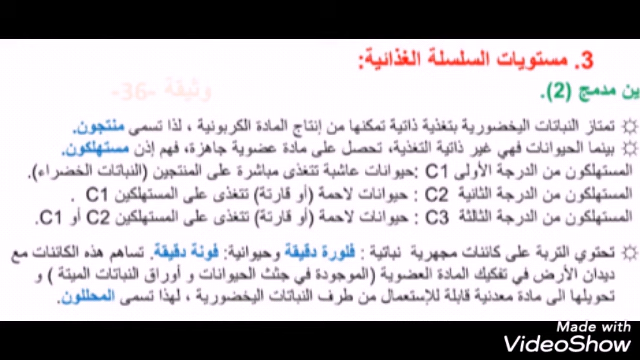 3. مستويات السلسلة الغذائية:
وثيقة -36-
ين مدمج (2).
تمتاز النباتات اليخضورية بتغذية ذاتية تمكنها من إنتاج المادة الكربونية ، لذا تسمى منتجون.
بينما الحيوانات فهي غير ذاتية التغذية، تحصل على مادة عضوية جاهزة، فهم إذن مستهلكون.
المستهلكون من الدرجة الأولى C1 :حيوانات عاشبة تتغذى مباشرة على المنتجين (النباتات الخضراء).
المستهلكون من الدرجة الثانية C2 : حيوانات لاحمة (أو قارتة) تتغذى على المستهلكين C1 .
المستهلكون من الدرجة الثالثة C3 : حيوانات لاحمة (أو قارتة) تتغذى على المستهلكين C2 أو C1.
تحتوي التربة على كائنات مجهرية نباتية : فلورة دقيقة وحيوانية: فونة دقيقة. تساهم هذه الكائنات مع
ديدان الأرض في تفكيك المادة العضوية (الموجودة في جثث الحيوانات و أوراق النباتات الميتة ) و
تحويلها الى مادة معدنية قابلة للإستعمال من طرف النباتات اليخضورية ، لهذا تسمى المحللون.
Made with
VideoShow